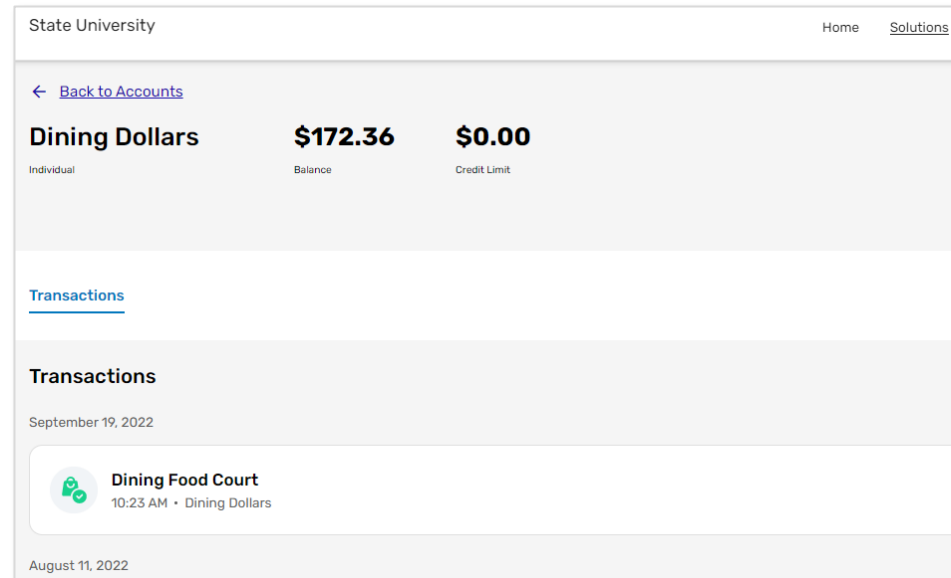 State University Home Solutions
← Back to Accounts
Dining Dollars $172.36 $0.00
Individual Balance Credit Limit
Transactions
Transactions
September 19, 2022
Dining Food Court
10:23 AM • Dining Dollars
August 11, 2022